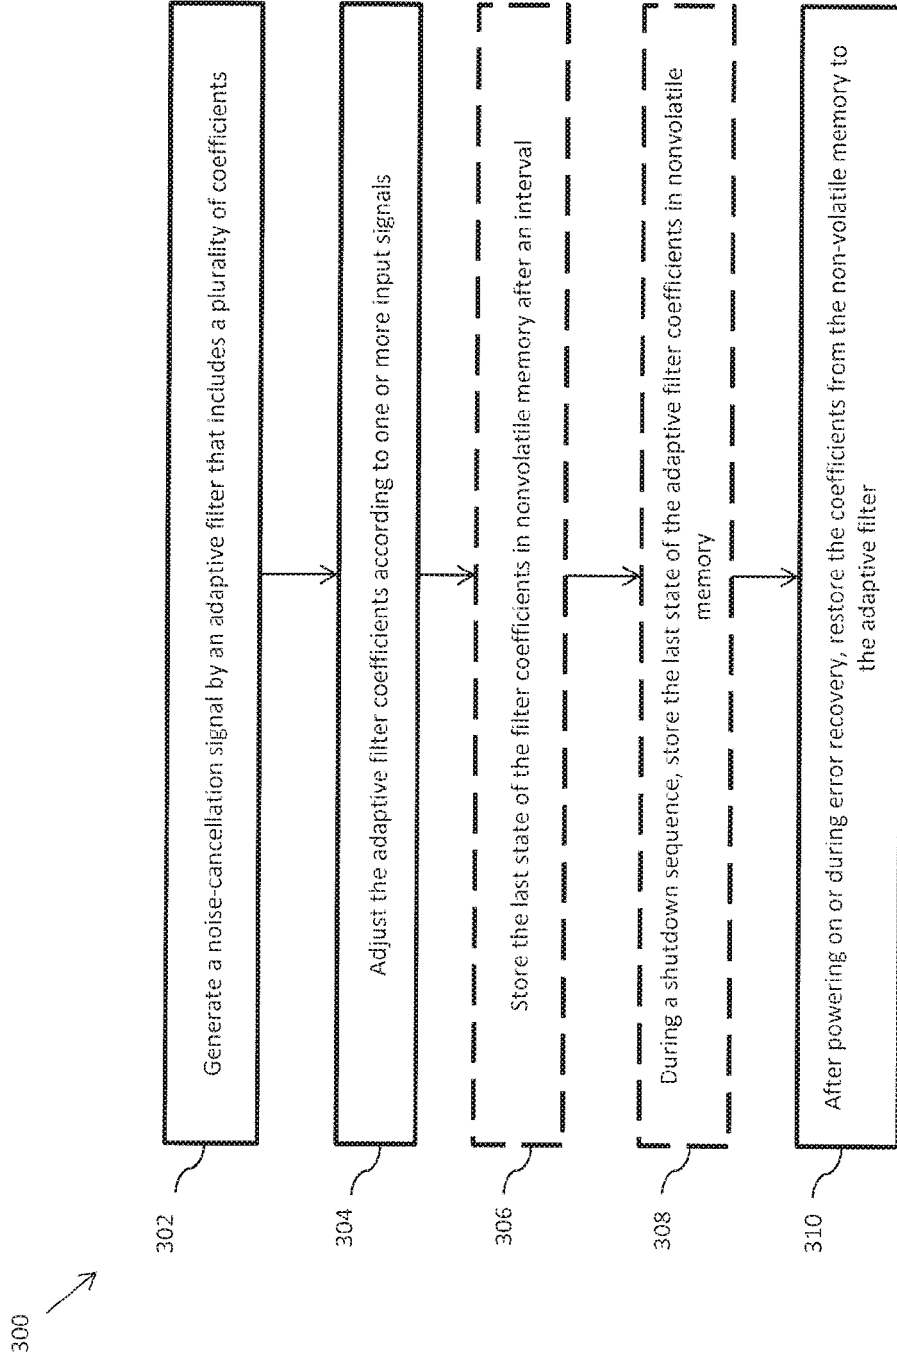 300
302
Generate a noise-cancellation signal by an adaptive filter that includes a plurality of coefficients
304
Adjust the adaptive filter coefficients according to one or more input signals
306
Store the last state of the filter coefficients in nonvolatile memory after an interval
308
During a shutdown sequence, store the last state of the adaptive filter coefficients in nonvolatile
memory
310
After powering on or during error recovery, restore the coefficients from the non-volatile memory to
the adaptive filter